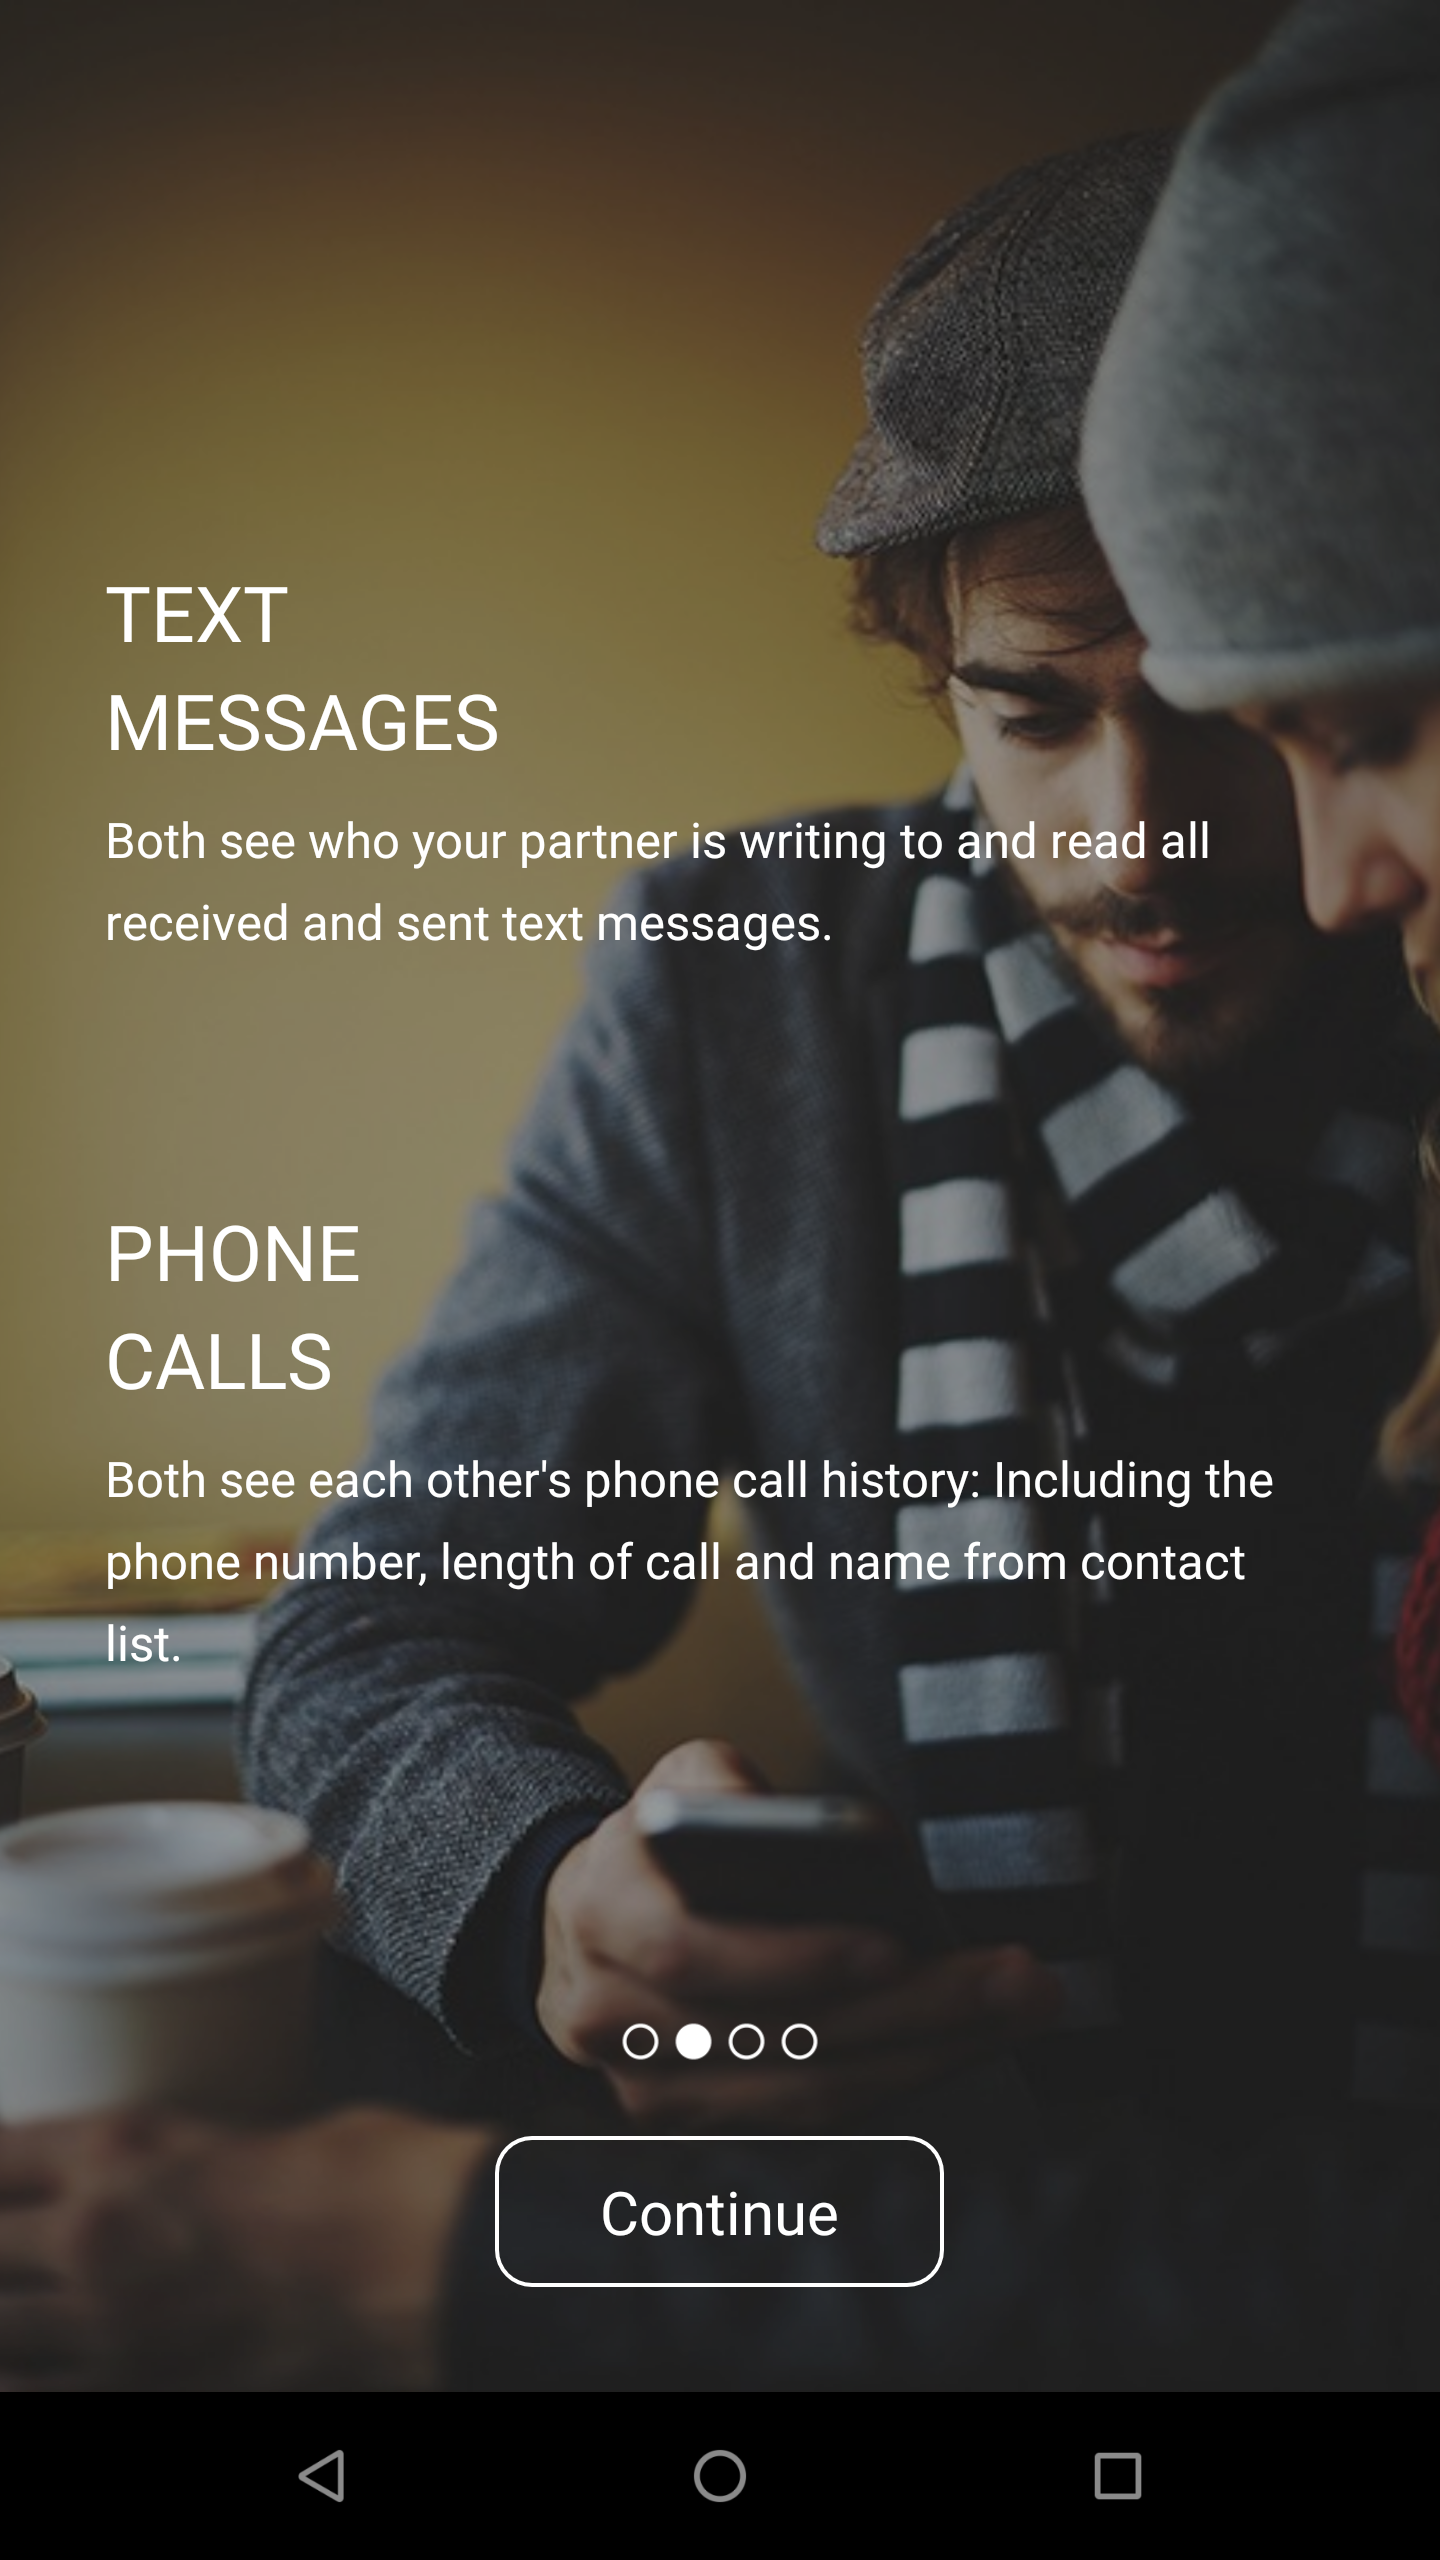 TEXT
MESSAGES
Both see who your partner is writing to and read all
received and sent text messages.
PHONE
CALLS
Both see each other's phone call history: Including the
phone number, length of call and name from contact
list.
Continue